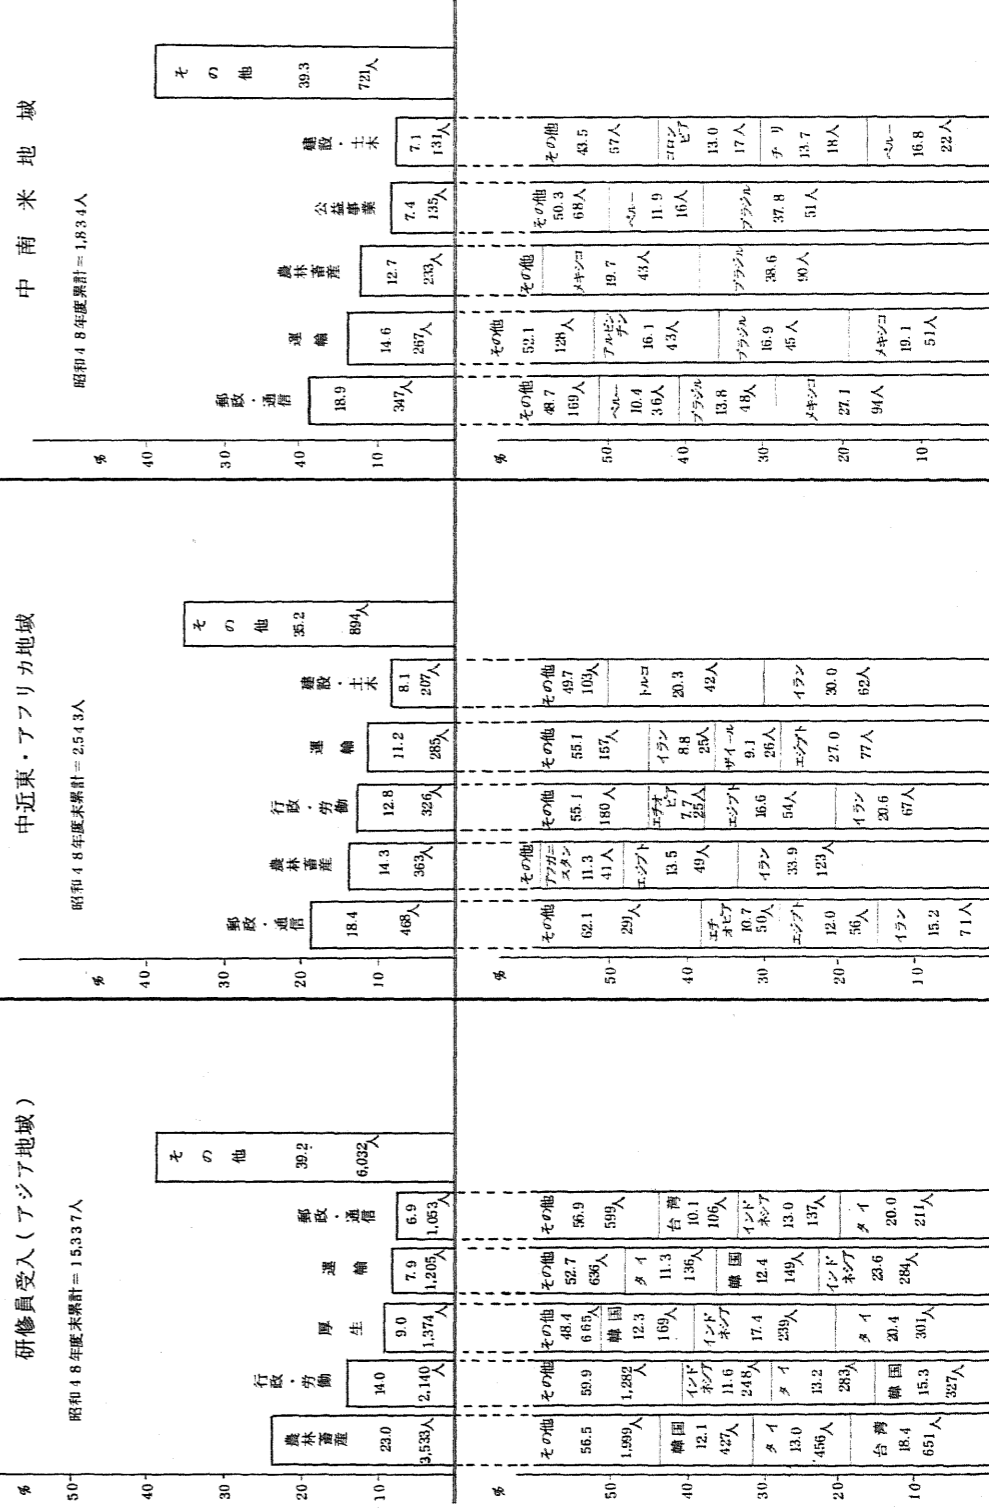 研修員受入（アジア地域）
昭和48年度末累計＝15,337人
%
50
40
30
20
10
農林畜産
23.0
3,533人
行政・労働
14.0
2,140人
厚生
9.0
1,374人
運輸
7.9
1,205人
郵政・通信
6.9
1,053人
その他
39.2
6,032人
%
50
40
30
20
10
その他
56.5
1,999人
韓国
12.1
427人
タイ
13.0
456人
台湾
18.4
651人
その他
59.9
1,282人
インドネシア
11.6
248人
タイ
13.2
283人
韓国
15.3
327人
その他
48.4
665人
韓国
12.3
169人
インドネシア
17.4
239人
タイ
20.4
301人
その他
52.7
636人
タイ
11.3
136人
韓国
12.4
149人
インドネシア
23.6
284人
その他
56.9
599人
台湾
10.1
106人
インドネシア
13.0
137人
タイ
20.0
211人
中近東・アフリカ地域
昭和48年度末累計＝2,543人
%
40
30
20
10
郵政・通信
18.4
468人
農林畜産
14.3
363人
行政・労働
12.8
326人
運輸
11.2
285人
建設・土木
8.1
207人
その他
35.2
894人
%
50
40
30
20
10
その他
62.1
291人
エチオピア
10.7
50人
エジプト
12.0
56人
イラン
15.2
71人
その他
アフガニスタン
11.3
41人
エジプト
13.5
49人
イラン
33.9
123人
その他
55.1
180人
エチオピア
7.7
25人
エジプト
16.6
54人
イラン
20.6
67人
その他
55.1
157人
イラン
8.8
25人
ザイール
9.1
26人
エジプト
27.0
77人
その他
49.7
103人
トルコ
20.3
42人
イラン
30.0
62人
中南米地域
昭和48年度累計＝1,834人
%
40
30
20
10
郵政・通信
18.9
347人
運輸
14.6
267人
農林畜産
12.7
233人
公益事業
7.4
135人
建設・土木
7.1
131人
その他
39.3
721人
%
50
40
30
20
10
その他
48.7
169人
ペルー
10.4
36人
ブラジル
13.8
48人
メキシコ
27.1
94人
その他
52.1
128人
アルゼンチン
16.1
43人
ブラジル
16.9
45人
メキシコ
19.1
51人
その他
メキシコ
19.7
43人
ブラジル
38.6
90人
その他
50.3
68人
ペルー
11.9
16人
ブラジル
37.8
51人
その他
43.5
57人
コロンビア
13.0
17人
チリ
13.7
18人
ペルー
16.8
22人